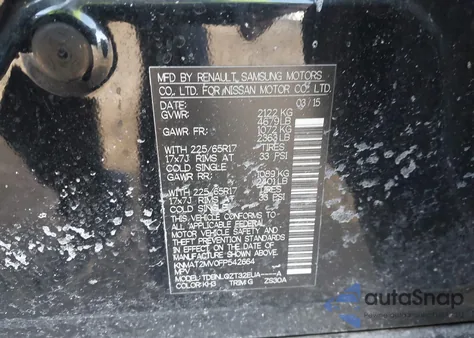 MFD BY RENAULT SAMSUNG MOTORS
CO., LTD. FOR NISSAN MOTOR CO., LTD.
DATE: 03/15
GVWR: 2122 KG
4679 LB
GAWR FR: 1072 KG
2363 LB
WITH 225/65R17 TIRES
17x7J RIMS AT 33 PSI
COLD SINGLE
GAWR RR: 1089 KG
2401 LB
WITH 225/65R17 TIRES
17x7J RIMS AT 33 PSI
COLD SINGLE
THIS VEHICLE CONFORMS TO
ALL APPLICABLE FEDERAL
MOTOR VEHICLE SAFETY AND
THEFT PREVENTION STANDARDS
IN EFFECT ON THE DATE OF
MANUFACTURE SHOWN ABOVE.
KNMAT2MV0FP542664
MPV
MODEL:
COLOR:KH3 TRIM:G ZS30A
autoSnap